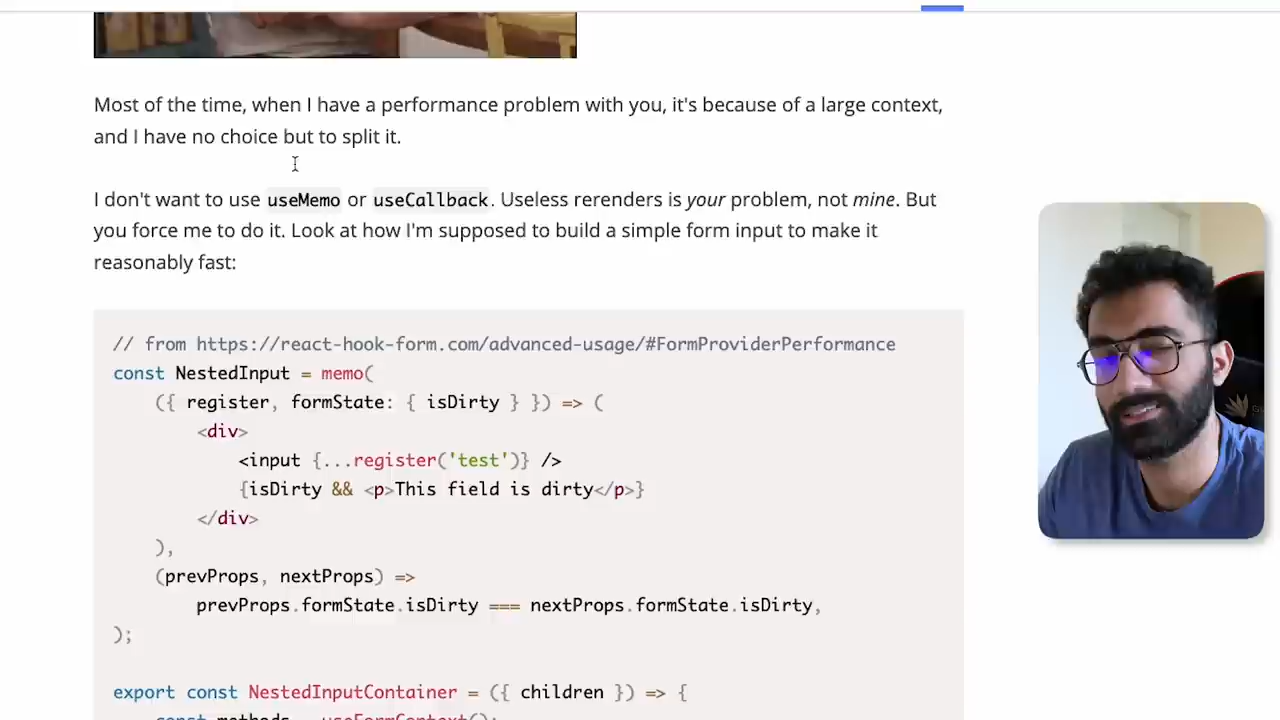 Most of the time, when I have a performance problem with you, it's because of a large context,
and I have no choice but to split it.
I don't want to use useMemo or useCallback. Useless rerenders is your problem, not mine. But
you force me to do it. Look at how I'm supposed to build a simple form input to make it
reasonably fast:
// from https://react-hook-form.com/advanced-usage/#FormProviderPerformance
const NestedInput = memo(
({ register, formState: { isDirty } }) => (
<div>
<input {...register('test')} />
{isDirty && <p>This field is dirty</p>}
</div>
),
(prevProps, nextProps) =>
prevProps.formState.isDirty === nextProps.formState.isDirty,
);
export const NestedInputContainer = ({ children }) => {
const methods = useFormContext();